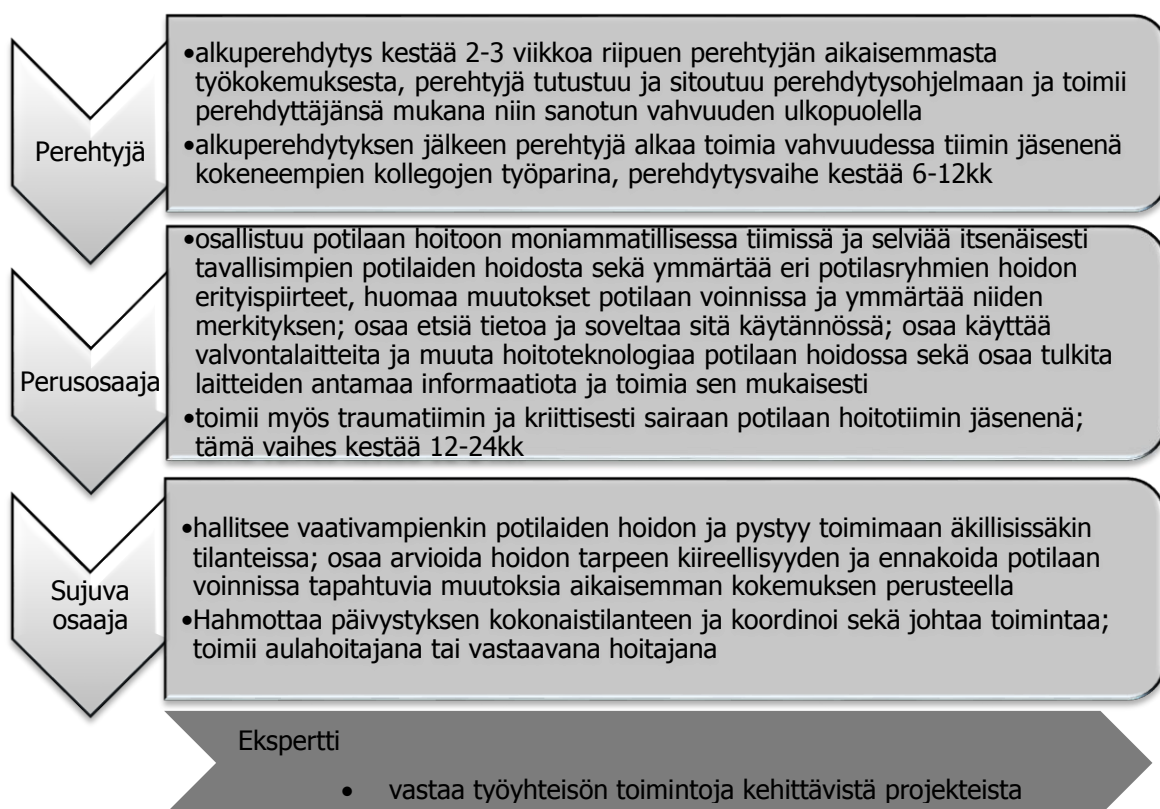 Perehtyjä
•alkuperehdytys kestää 2-3 viikkoa riipuen perehtyjän aikaisemmasta
työkokemuksesta, perehtyjä tutustuu ja sitoutuu perehdytysohjelmaan ja toimii
perehdyttäjänsä mukana niin sanotun vahvuuden ulkopuolella
•alkuperehdytyksen jälkeen perehtyjä alkaa toimia vahvuudessa tiimin jäsenenä
kokeneempien kollegojen työparina, perehdytysvaihe kestää 6-12kk
Perusosaaja
•osallistuu potilaan hoitoon moniammatillisessa tiimissä ja selviää itsenäisesti
tavallisimpien potilaiden hoidosta sekä ymmärtää eri potilasryhmien hoidon
erityispiirteet, huomaa muutokset potilaan voinnissa ja ymmärtää niiden
merkityksen; osaa etsiä tietoa ja soveltaa sitä käytännössä; osaa käyttää
valvontalaitteita ja muuta hoitoteknologiaa potilaan hoidossa sekä osaa tulkita
laitteiden antamaa informaatiota ja toimia sen mukaisesti
•toimii myös traumatiimin ja kriittisesti sairaan potilaan hoitotiimin jäsenenä;
tämä vaihes kestää 12-24kk
Sujuva
osaaja
•hallitsee vaativampienkin potilaiden hoidon ja pystyy toimimaan äkillisissäkin
tilanteissa; osaa arvioida hoidon tarpeen kiireellisyyden ja ennakoida potilaan
voinnissa tapahtuvia muutoksia aikaisemman kokemuksen perusteella
•Hahmottaa päivystyksen kokonaistilanteen ja koordinoi sekä johtaa toimintaa;
toimii aulahoitajana tai vastaavana hoitajana
Ekspertti
• vastaa työyhteisön toimintoja kehittävistä projekteista